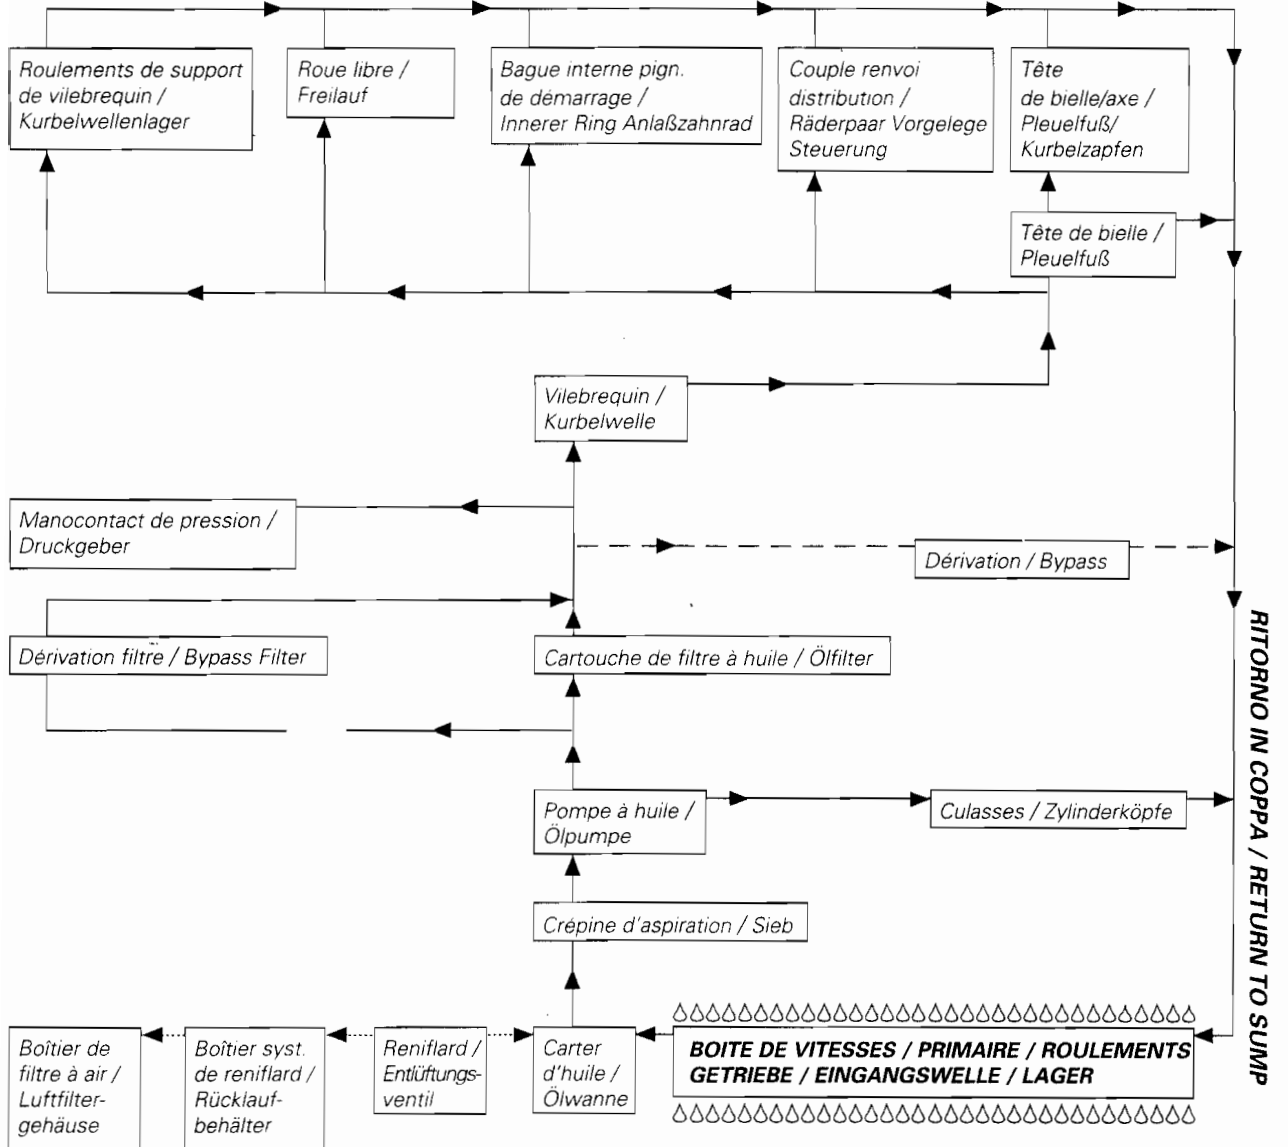 Roulements de support
de vilebrequin /
Kurbelwellenlager
Roue libre /
Freilauf
Bague interne pign.
de démarrage /
Innerer Ring Anlaßzahnrad
Couple renvoi
distribution /
Räderpaar Vorgelege
Steuerung
Tête
de bielle/axe /
Pleuelfuß/
Kurbelzapfen
Tête de bielle /
Pleuelfuß
Vilebrequin /
Kurbelwelle
Manocontact de pression /
Druckgeber
Dérivation / Bypass
Dérivation filtre / Bypass Filter
Cartouche de filtre à huile / Ölfilter
RITORNO IN COPPA / RETURN TO SUMP
Pompe à huile /
Ölpumpe
Culasses / Zylinderköpfe
Crépine d'aspiration / Sieb
Boîtier de
filtre à air /
Luftfilter-
gehäuse
Boîtier syst.
de reniflard /
Rücklauf-
behälter
Reniflard /
Entlüftungs-
ventil
Carter
d'huile /
Ölwanne
BOITE DE VITESSES / PRIMAIRE / ROULEMENTS
GETRIEBE / EINGANGSWELLE / LAGER